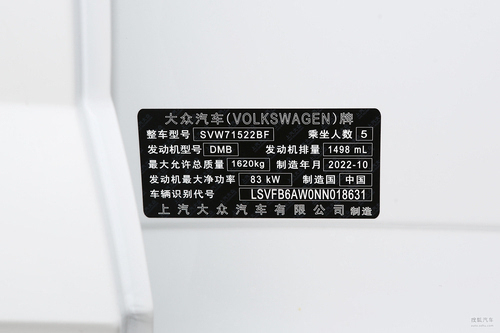 大众汽车(VOLKSWAGEN)牌
整车型号 SVW71522BF 乘坐人数 5
发动机型号 DMB 发动机排量 1498 mL
最大允许总质量 1620kg 制造年月 2022-10
发动机最大净功率 83 kW 制造国 中国
车辆识别代号 LSVFB6AW0NN018631
上汽大众汽车有限公司 制造
搜狐汽车